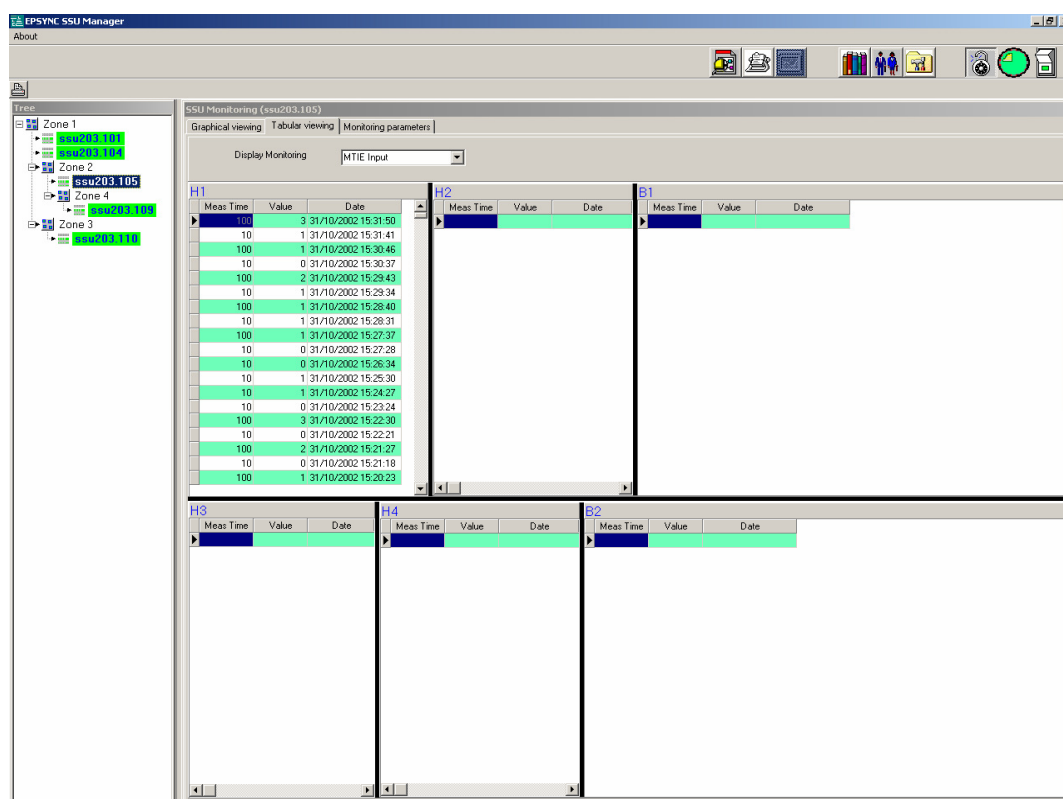 EPSYNC SSU Manager
About
Tree
Zone 1
ssu203.101
ssu203.104
Zone 2
ssu203.105
Zone 4
ssu203.109
Zone 3
ssu203.110
SSU Monitoring (ssu203.105)
Graphical viewing Tabular viewing Monitoring parameters
Display Monitoring MTIE Input
H1
Meas Time Value Date
100 3 31/10/2002 15:31:50
10 1 31/10/2002 15:31:41
100 1 31/10/2002 15:30:46
10 0 31/10/2002 15:30:37
100 2 31/10/2002 15:29:43
10 1 31/10/2002 15:29:34
100 1 31/10/2002 15:28:40
10 1 31/10/2002 15:28:31
100 1 31/10/2002 15:27:37
10 0 31/10/2002 15:27:28
10 0 31/10/2002 15:26:34
10 1 31/10/2002 15:25:30
10 1 31/10/2002 15:24:27
10 0 31/10/2002 15:23:24
100 3 31/10/2002 15:22:30
10 0 31/10/2002 15:22:21
100 2 31/10/2002 15:21:27
10 0 31/10/2002 15:21:18
100 1 31/10/2002 15:20:23
H2
Meas Time Value Date
B1
Meas Time Value Date
H3
Meas Time Value Date
H4
Meas Time Value Date
B2
Meas Time Value Date